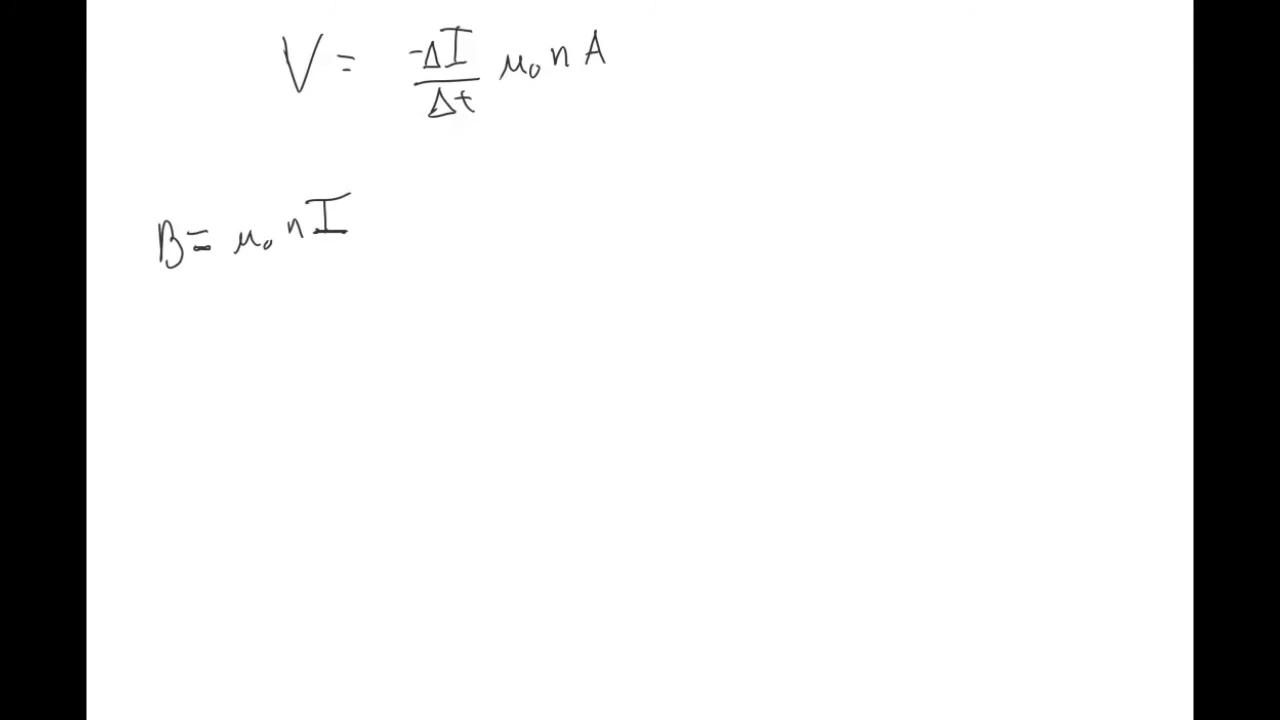 V = -ΔI/Δt μ₀ n A
B = μ₀ n I